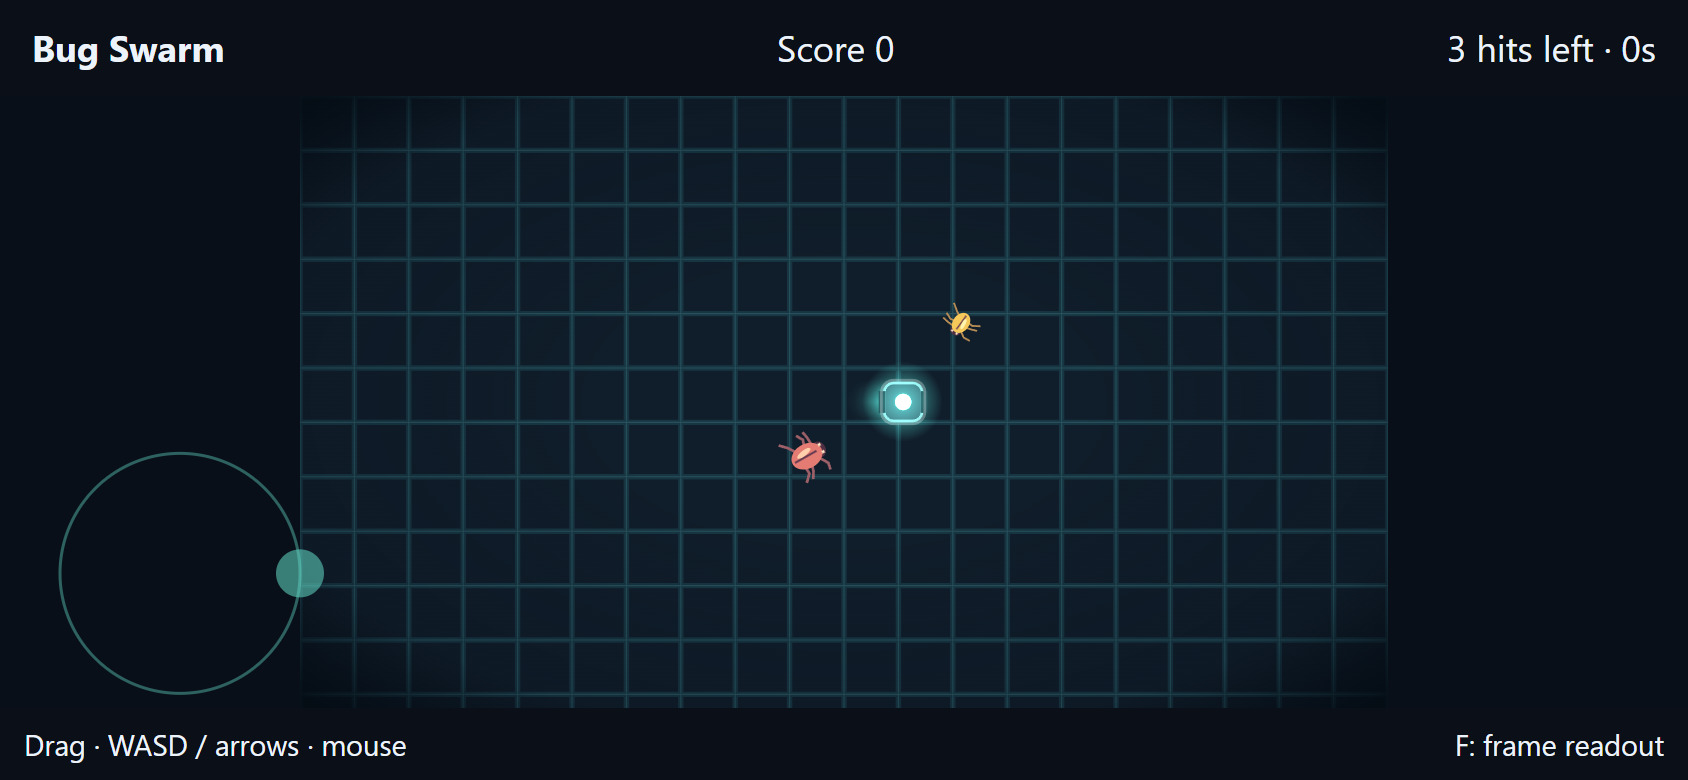 Bug Swarm
Score 0
3 hits left · 0s
Drag · WASD / arrows · mouse
F: frame readout